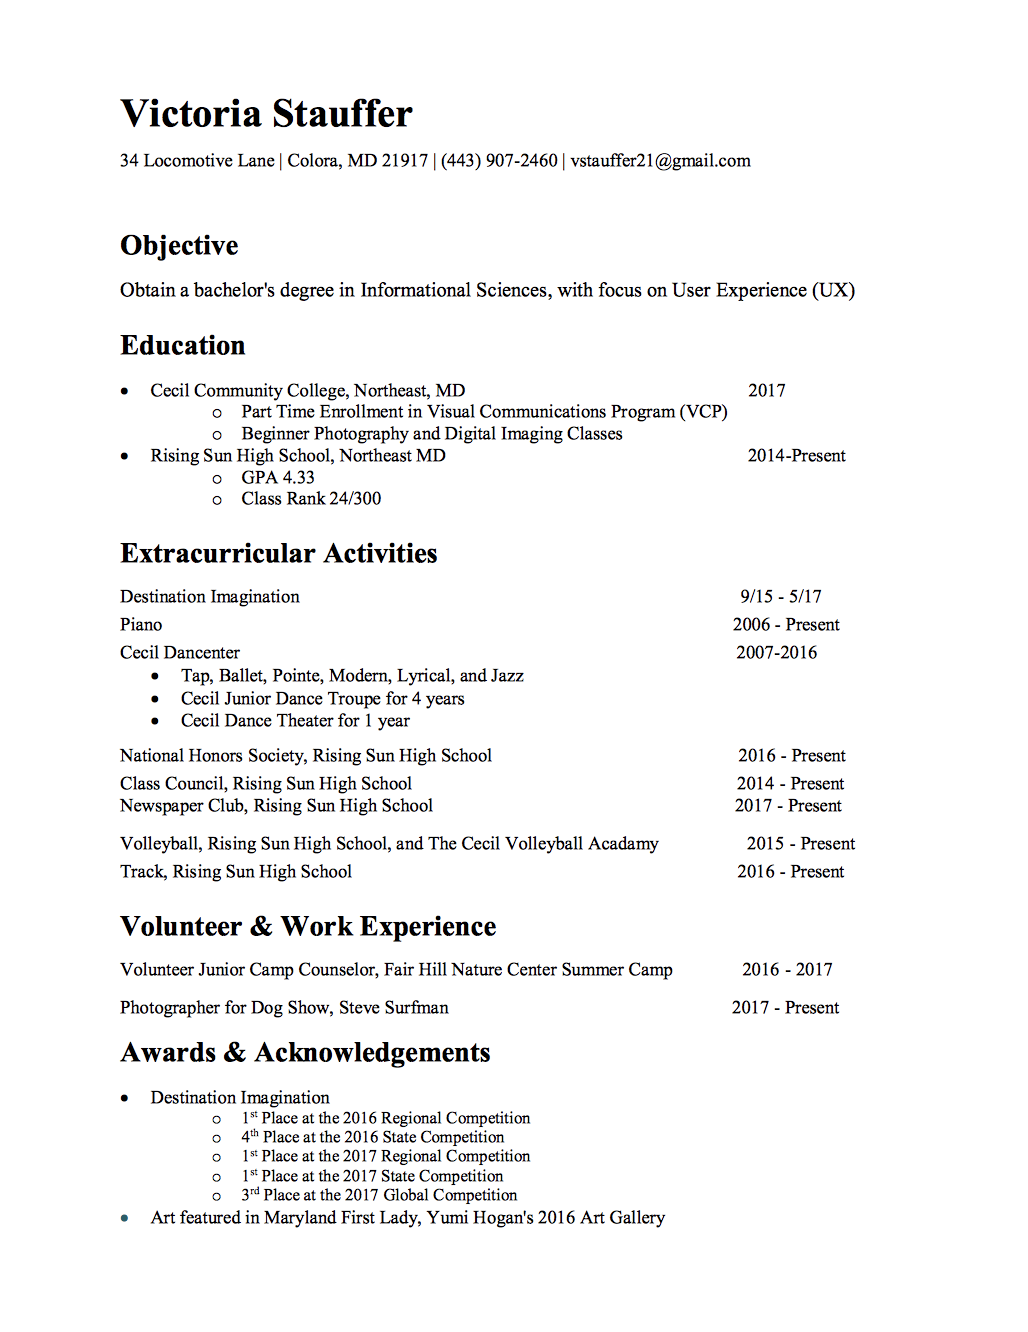 Victoria Stauffer
34 Locomotive Lane | Colora, MD 21917 | (443) 907-2460 | vstauffer21@gmail.com
Objective
Obtain a bachelor's degree in Informational Sciences, with focus on User Experience (UX)
Education
• Cecil Community College, Northeast, MD 2017
o Part Time Enrollment in Visual Communications Program (VCP)
o Beginner Photography and Digital Imaging Classes
• Rising Sun High School, Northeast MD 2014-Present
o GPA 4.33
o Class Rank 24/300
Extracurricular Activities
Destination Imagination 9/15 - 5/17
Piano 2006 - Present
Cecil Dancenter 2007-2016
• Tap, Ballet, Pointe, Modern, Lyrical, and Jazz
• Cecil Junior Dance Troupe for 4 years
• Cecil Dance Theater for 1 year
National Honors Society, Rising Sun High School 2016 - Present
Class Council, Rising Sun High School 2014 - Present
Newspaper Club, Rising Sun High School 2017 - Present
Volleyball, Rising Sun High School, and The Cecil Volleyball Acadamy 2015 - Present
Track, Rising Sun High School 2016 - Present
Volunteer & Work Experience
Volunteer Junior Camp Counselor, Fair Hill Nature Center Summer Camp 2016 - 2017
Photographer for Dog Show, Steve Surfman 2017 - Present
Awards & Acknowledgements
• Destination Imagination
o 1st Place at the 2016 Regional Competition
o 4th Place at the 2016 State Competition
o 1st Place at the 2017 Regional Competition
o 1st Place at the 2017 State Competition
o 3rd Place at the 2017 Global Competition
• Art featured in Maryland First Lady, Yumi Hogan's 2016 Art Gallery